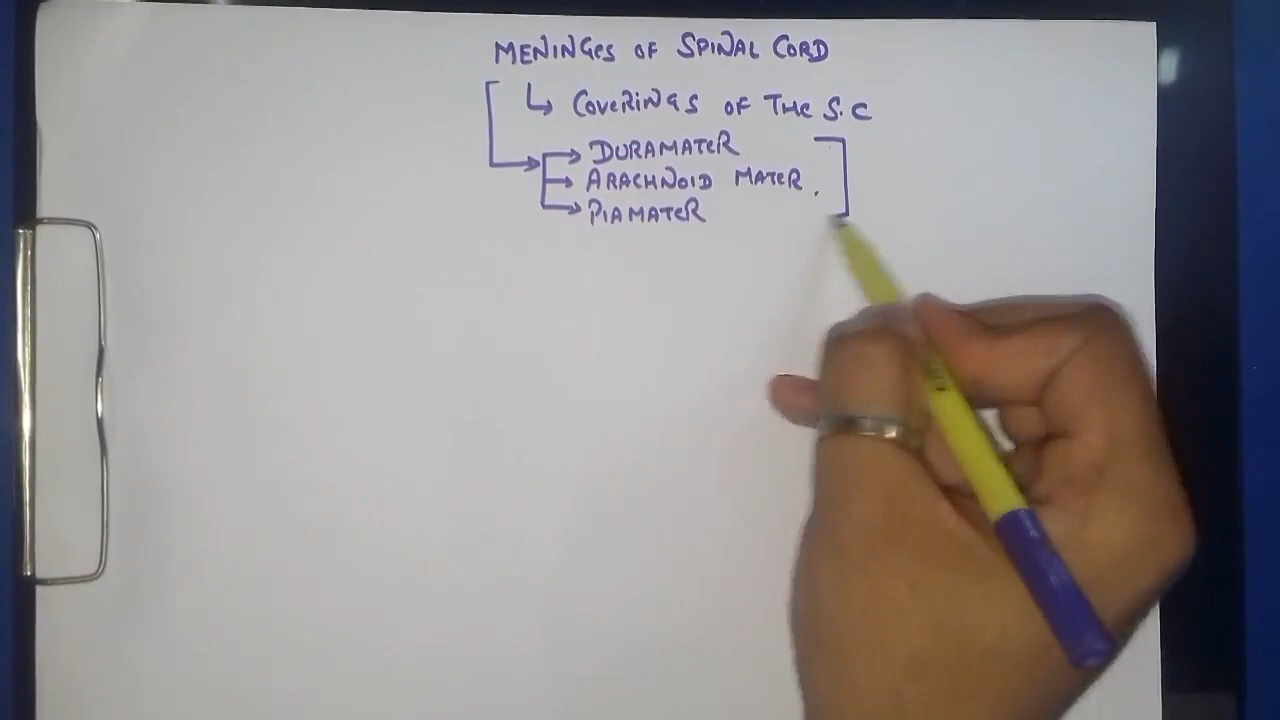 MENINGES OF SPINAL CORD
COVERINGS OF THE S.C
DURAMATER
ARACHNOID MATER.
PIAMATER